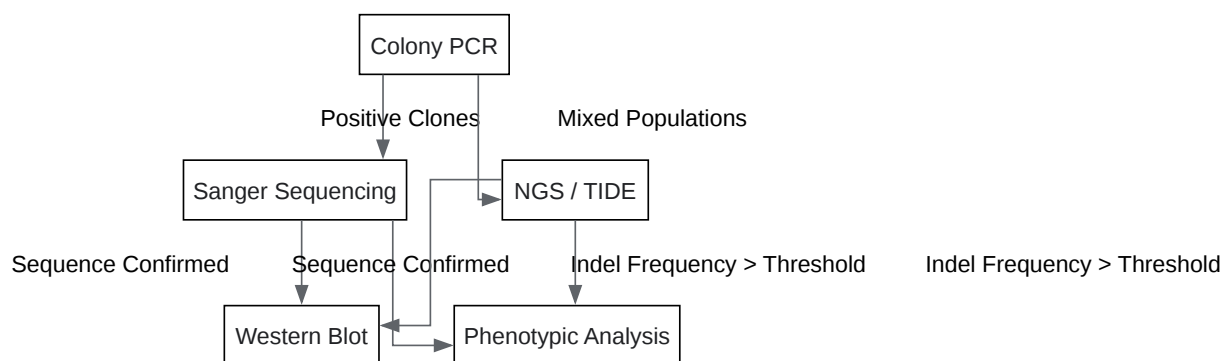 Colony PCR
Positive Clones
Mixed Populations
Sanger Sequencing
NGS / TIDE
Sequence Confirmed
Sequence Confirmed
Indel Frequency > Threshold
Indel Frequency > Threshold
Western Blot
Phenotypic Analysis